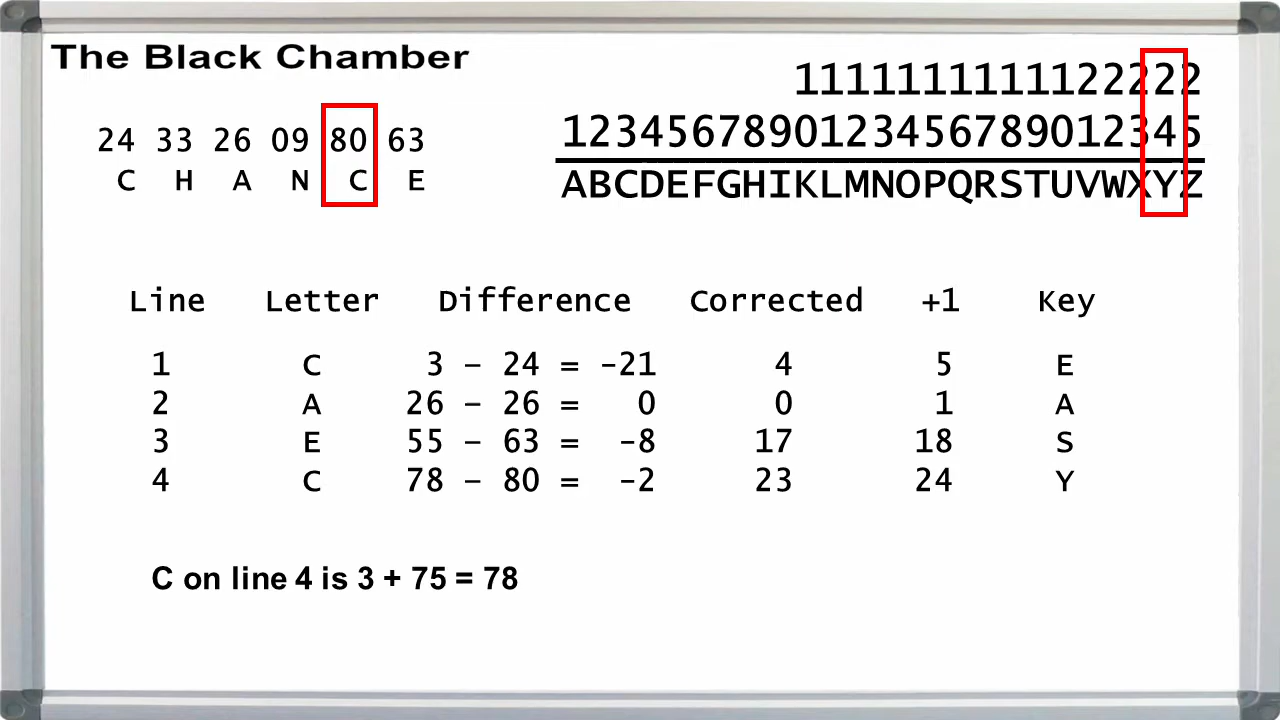 The Black Chamber
1111111111222222
1234567890123456789012345
ABCDEFGHIKLMNOPQRSTUVWXYZ
24 33 26 09 80 63
C H A N C E
Line Letter Difference Corrected +1 Key
1 C 3 – 24 = -21 4 5 E
2 A 26 – 26 = 0 0 1 A
3 E 55 – 63 = -8 17 18 S
4 C 78 – 80 = -2 23 24 Y
C on line 4 is 3 + 75 = 78